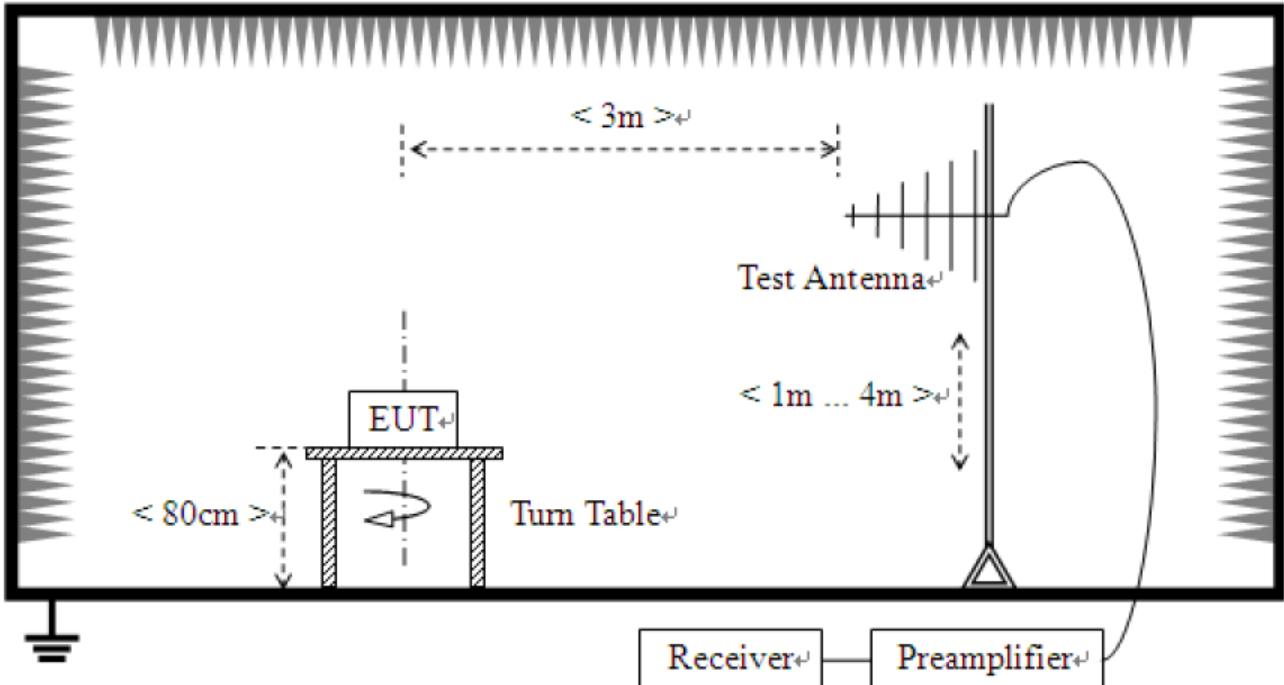 < 3m >↵
Test Antenna↵
< 1m ... 4m >↵
EUT↵
< 80cm >↵
Turn Table↵
Receiver↵
Preamplifier↵